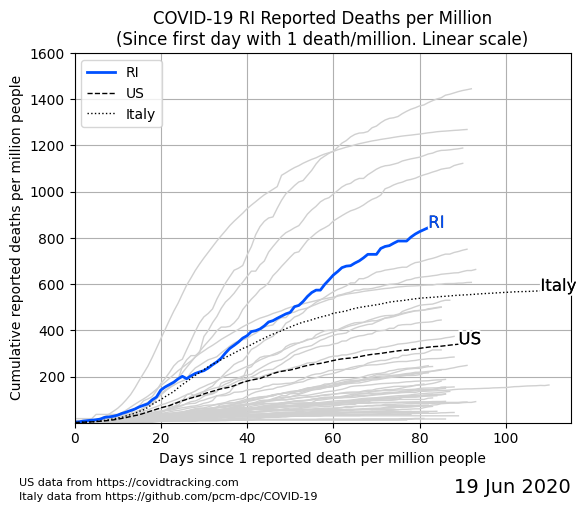 COVID-19 RI Reported Deaths per Million
(Since first day with 1 death/million. Linear scale)
Cumulative reported deaths per million people
1600
1400
1200
1000
800
600
400
200
RI
US
Italy
RI
Italy
US
0
20
40
60
80
100
Days since 1 reported death per million people
US data from https://covidtracking.com
Italy data from https://github.com/pcm-dpc/COVID-19
19 Jun 2020